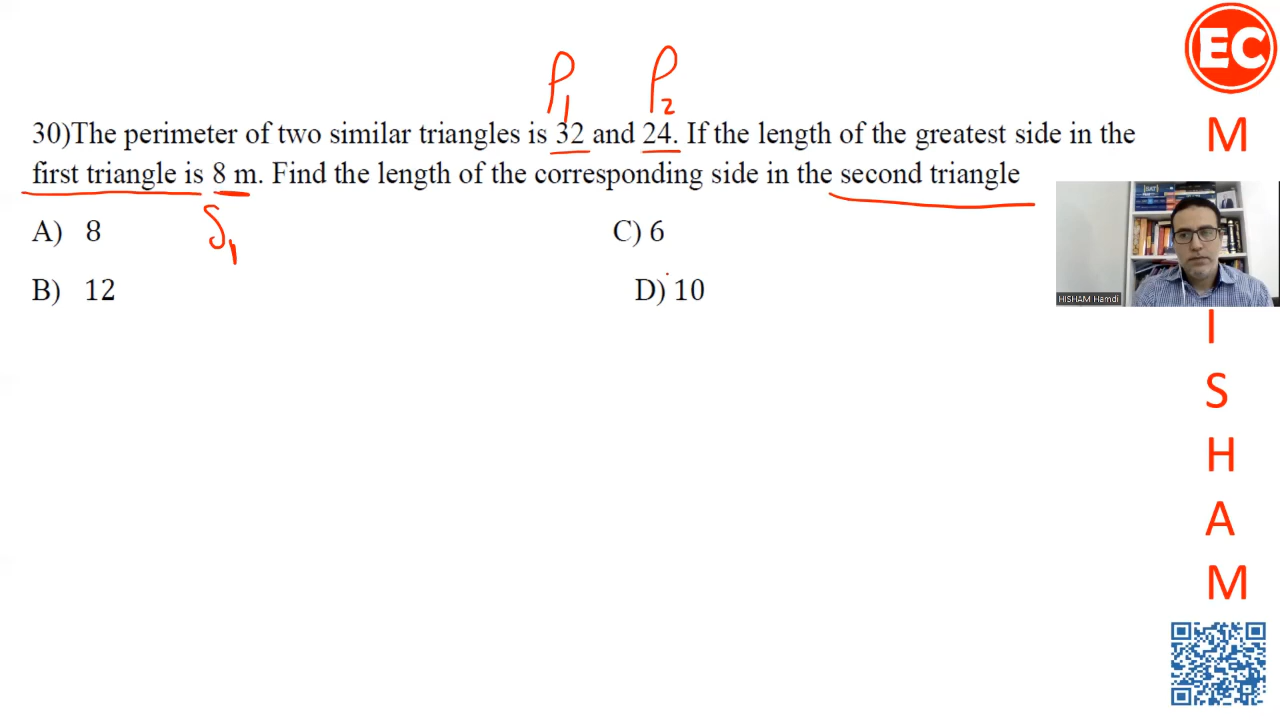 EC
P1 P2
30)The perimeter of two similar triangles is 32 and 24. If the length of the greatest side in the
first triangle is 8 m. Find the length of the corresponding side in the second triangle
S1
A) 8
C) 6
B) 12
D) 10
HISHAM Hamdi
M
I
S
H
A
M